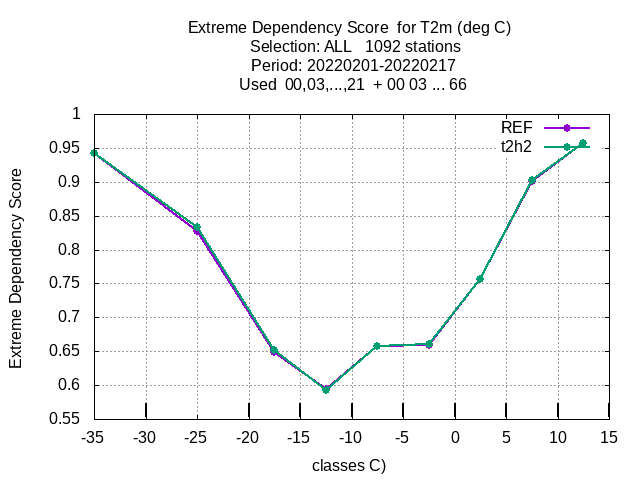 Extreme Dependency Score  for T2m (deg C)
Selection: ALL   1092 stations
Period: 20220201-20220217
Used  00,03,...,21  + 00 03 ... 66
REF
t2h2
Extreme Dependency Score
1
0.95
0.9
0.85
0.8
0.75
0.7
0.65
0.6
0.55
-35 -30 -25 -20 -15 -10 -5 0 5 10 15
classes C)